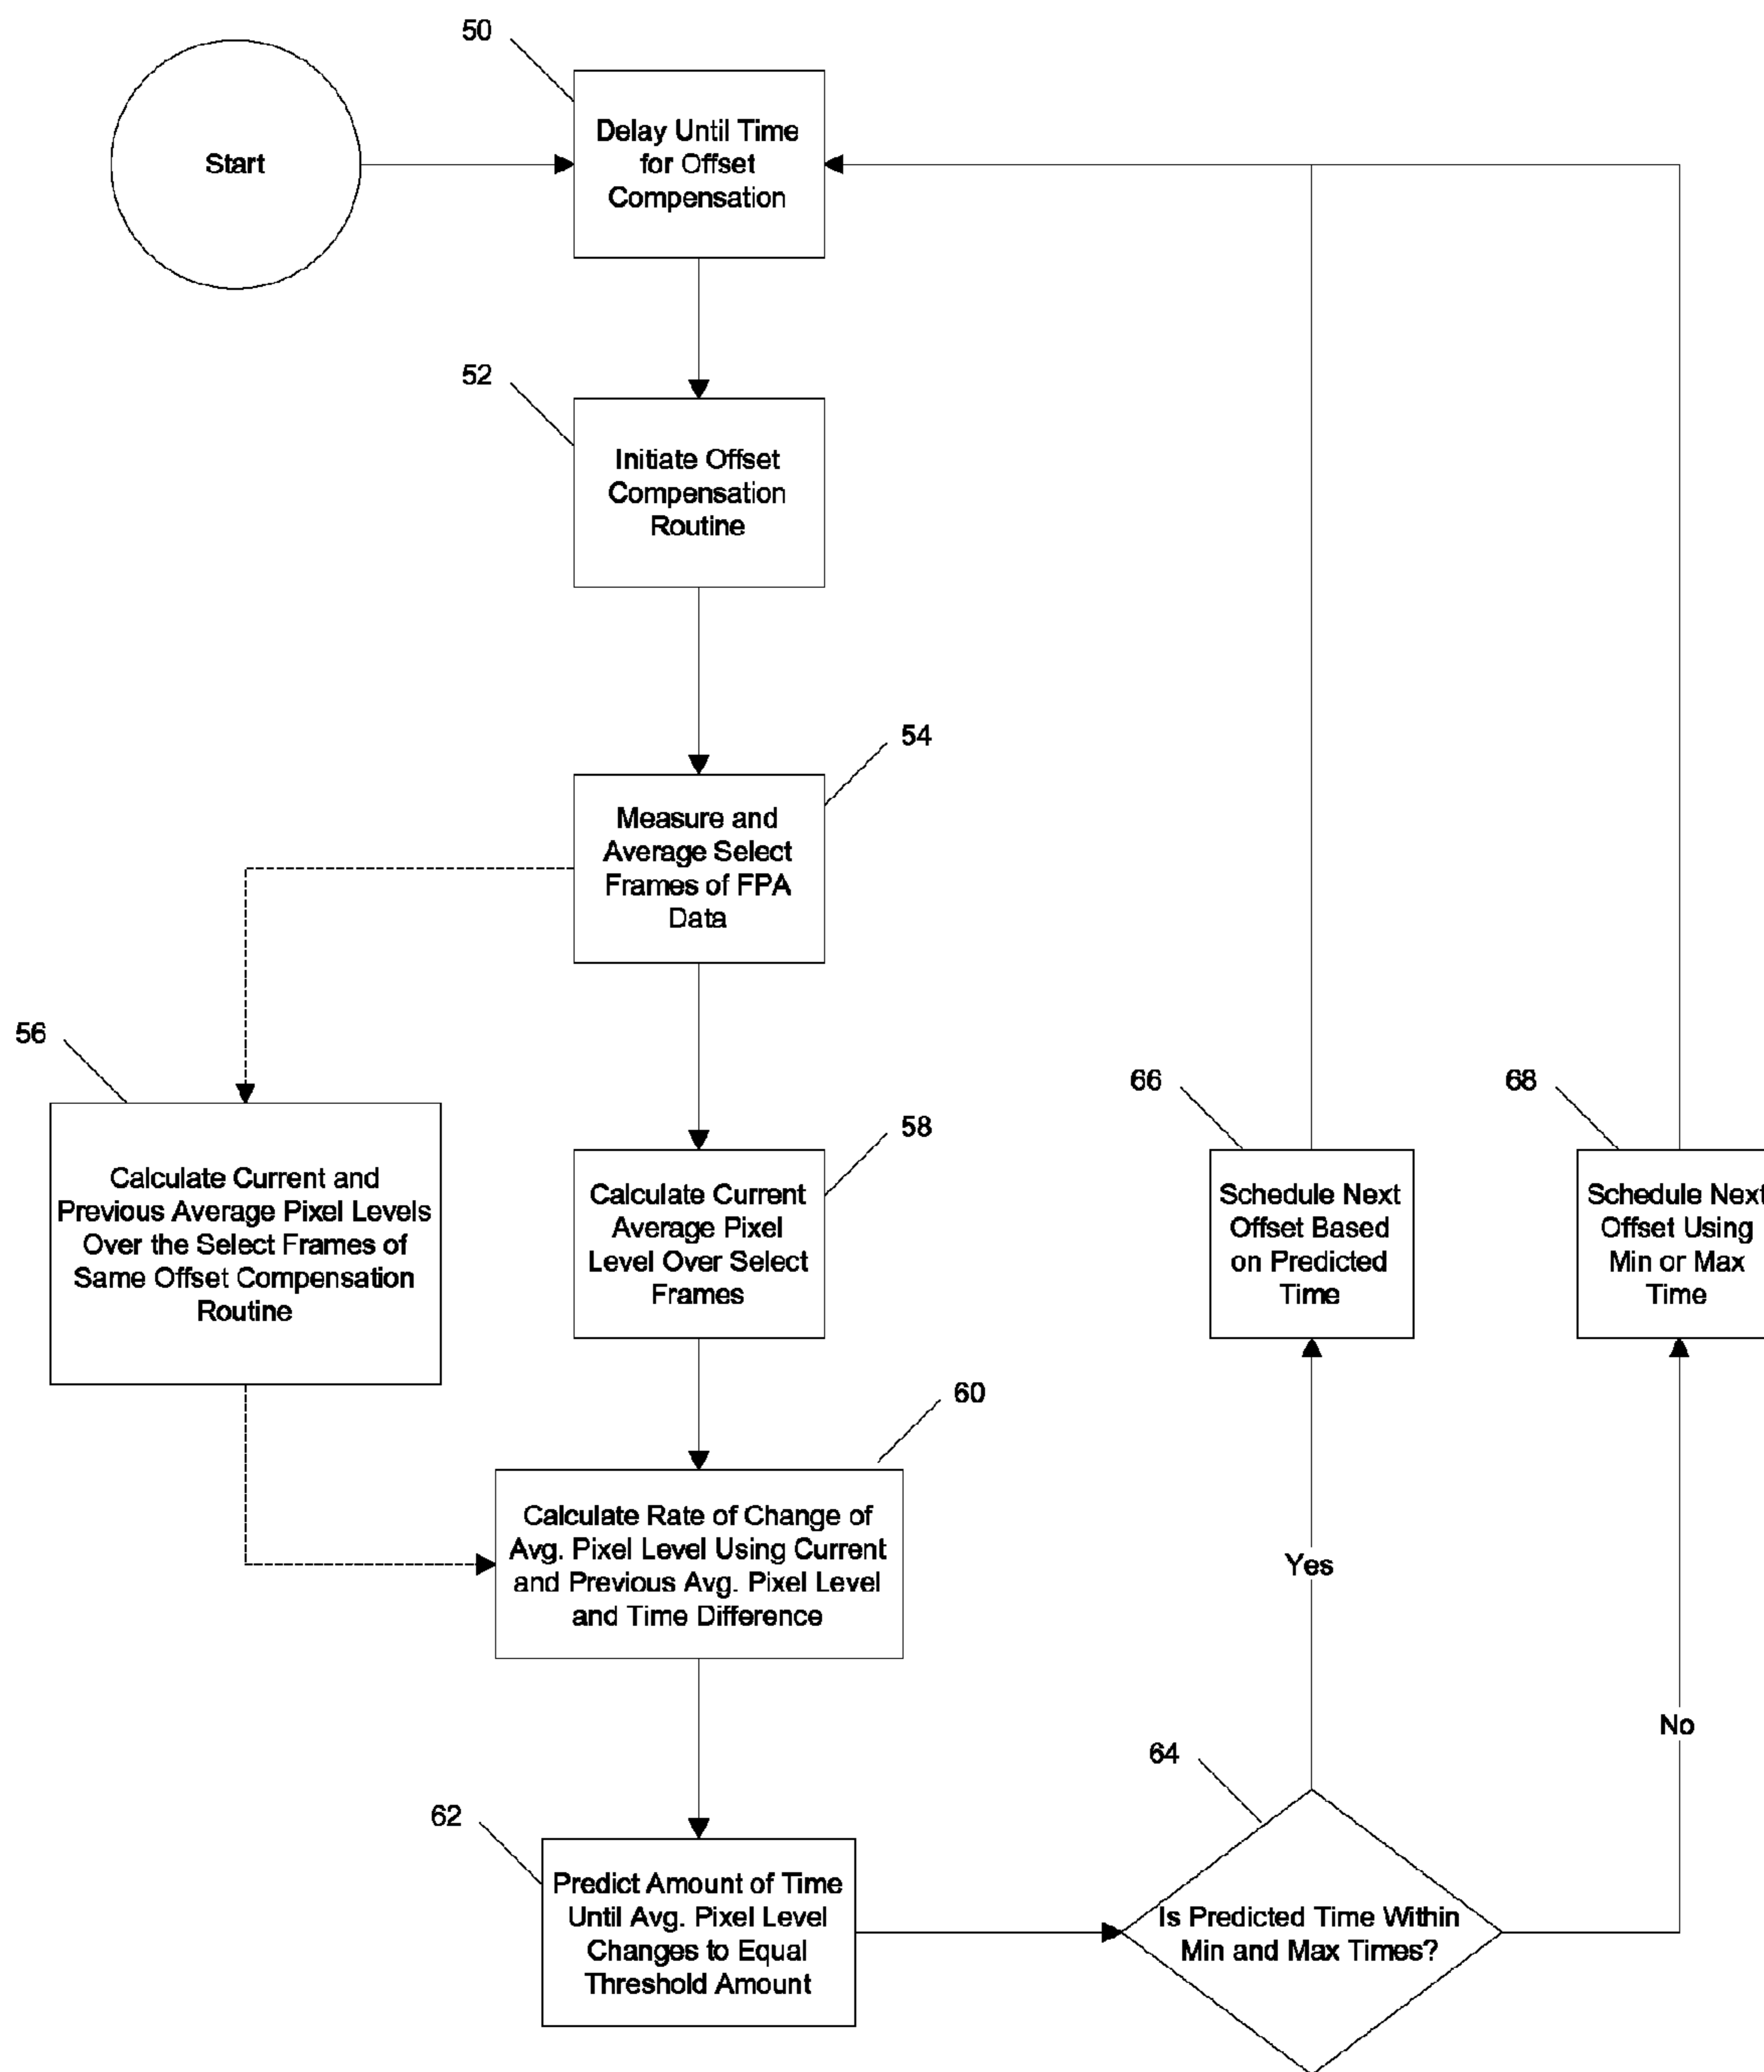 50
Start
Delay Until Time
for Offset
Compensation
52
Initiate Offset
Compensation
Routine
54
Measure and
Average Select
Frames of FPA
Data
56
Calculate Current and
Previous Average Pixel Levels
Over the Select Frames of
Same Offset Compensation
Routine
58
Calculate Current
Average Pixel
Level Over Select
Frames
66
Schedule Next
Offset Based
on Predicted
Time
68
Schedule Next
Offset Using
Min or Max
Time
60
Calculate Rate of Change of
Avg. Pixel Level Using Current
and Previous Avg. Pixel Level
and Time Difference
Yes
No
62
Predict Amount of Time
Until Avg. Pixel Level
Changes to Equal
Threshold Amount
64
Is Predicted Time Within
Min and Max Times?